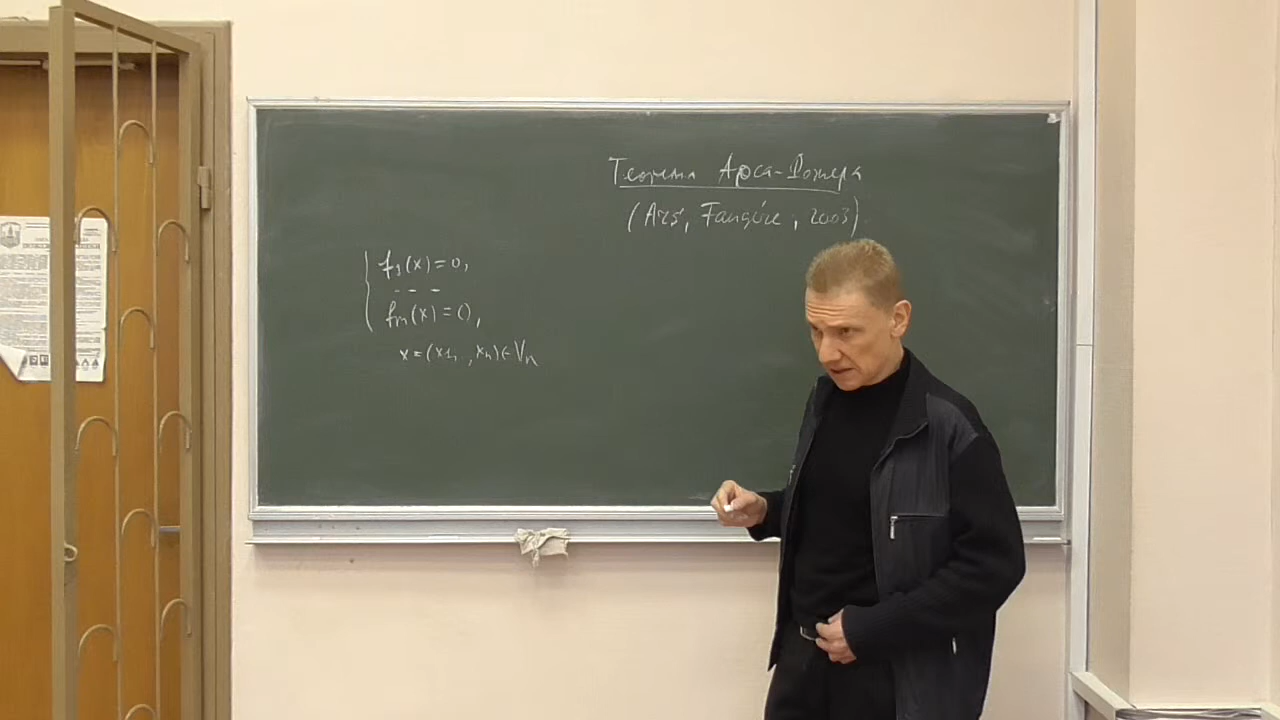 Теорема Арса-Фожера
(Ars, Faugère, 2003).
f₁(x) = 0,
- - -
fₘ(x) = 0,
x = (x₁, .., xₙ) ∈ Vₙ